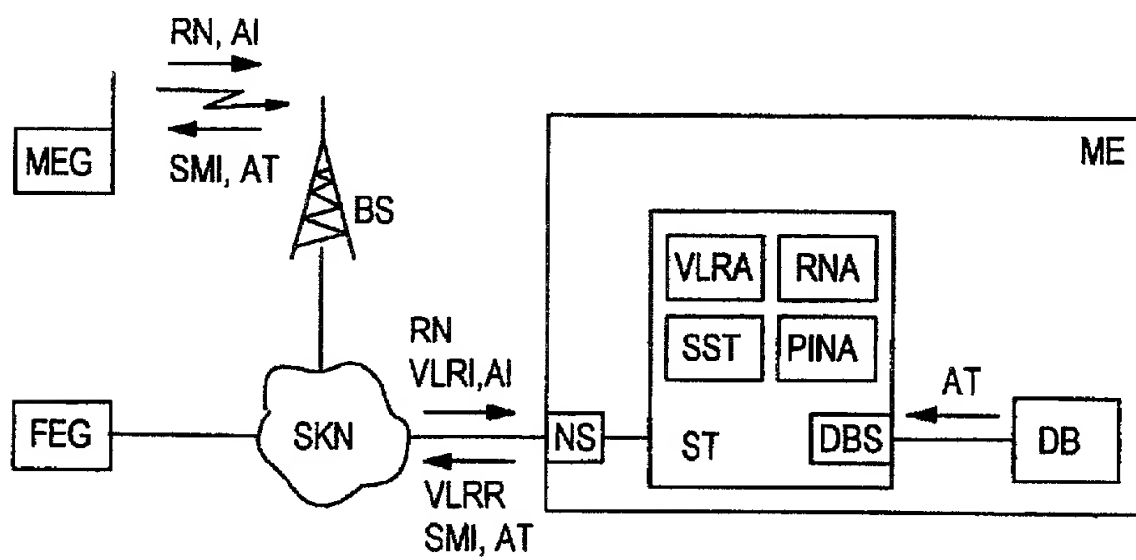 RN, AI
MEG
SMI, AT
BS
ME
VLRA
RNA
SST
PINA
RN
VLRI, AI
AT
FEG
SKN
NS
ST
DBS
DB
VLRR
SMI, AT